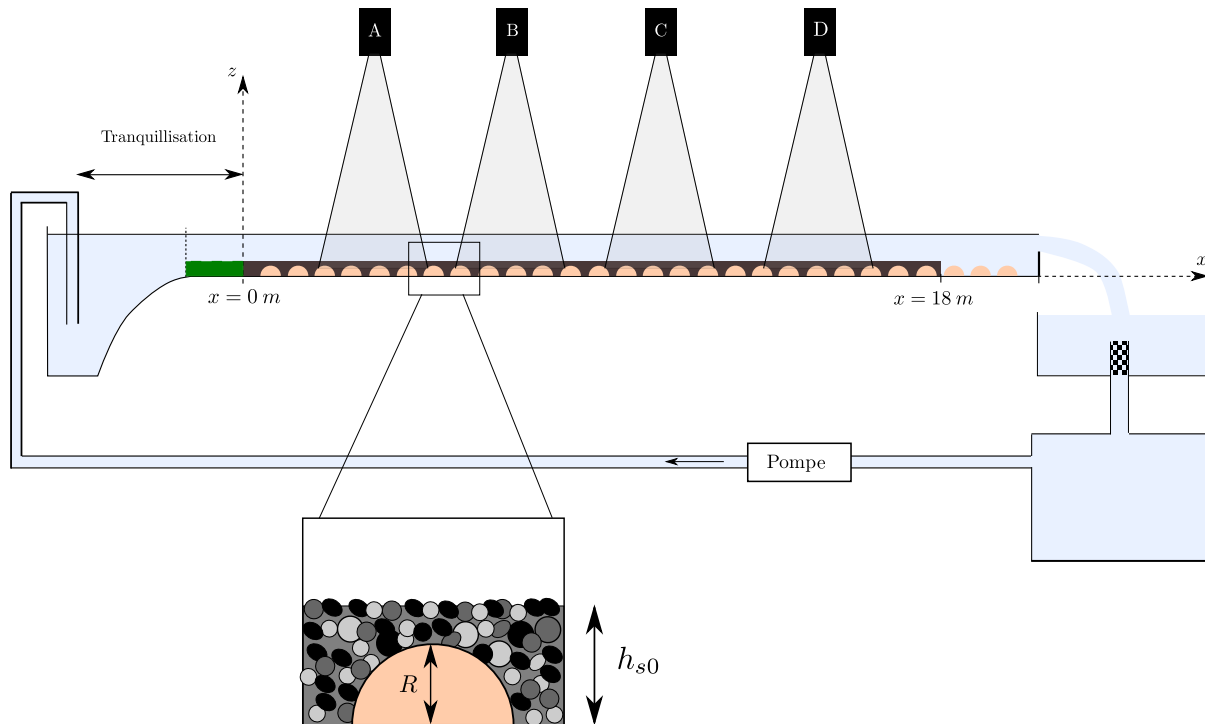 A B C D
z
Tranquillisation
x
x = 0 m
x = 18 m
Pompe
h_{s0}
R